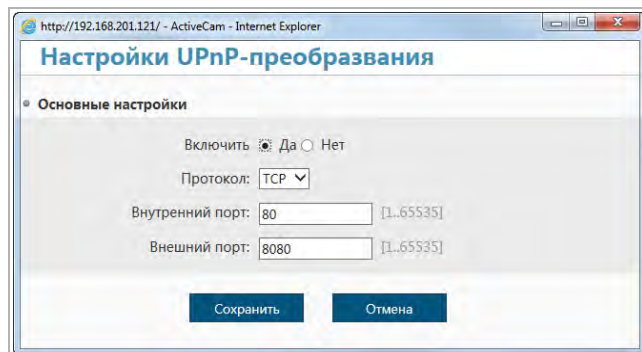 http://192.168.201.121/ - ActiveCam - Internet Explorer
Настройки UPnP-преобразвания
Основные настройки
Включить Да Нет
Протокол: TCP
Внутренний порт: 80 [1..65535]
Внешний порт: 8080 [1..65535]
Сохранить Отмена